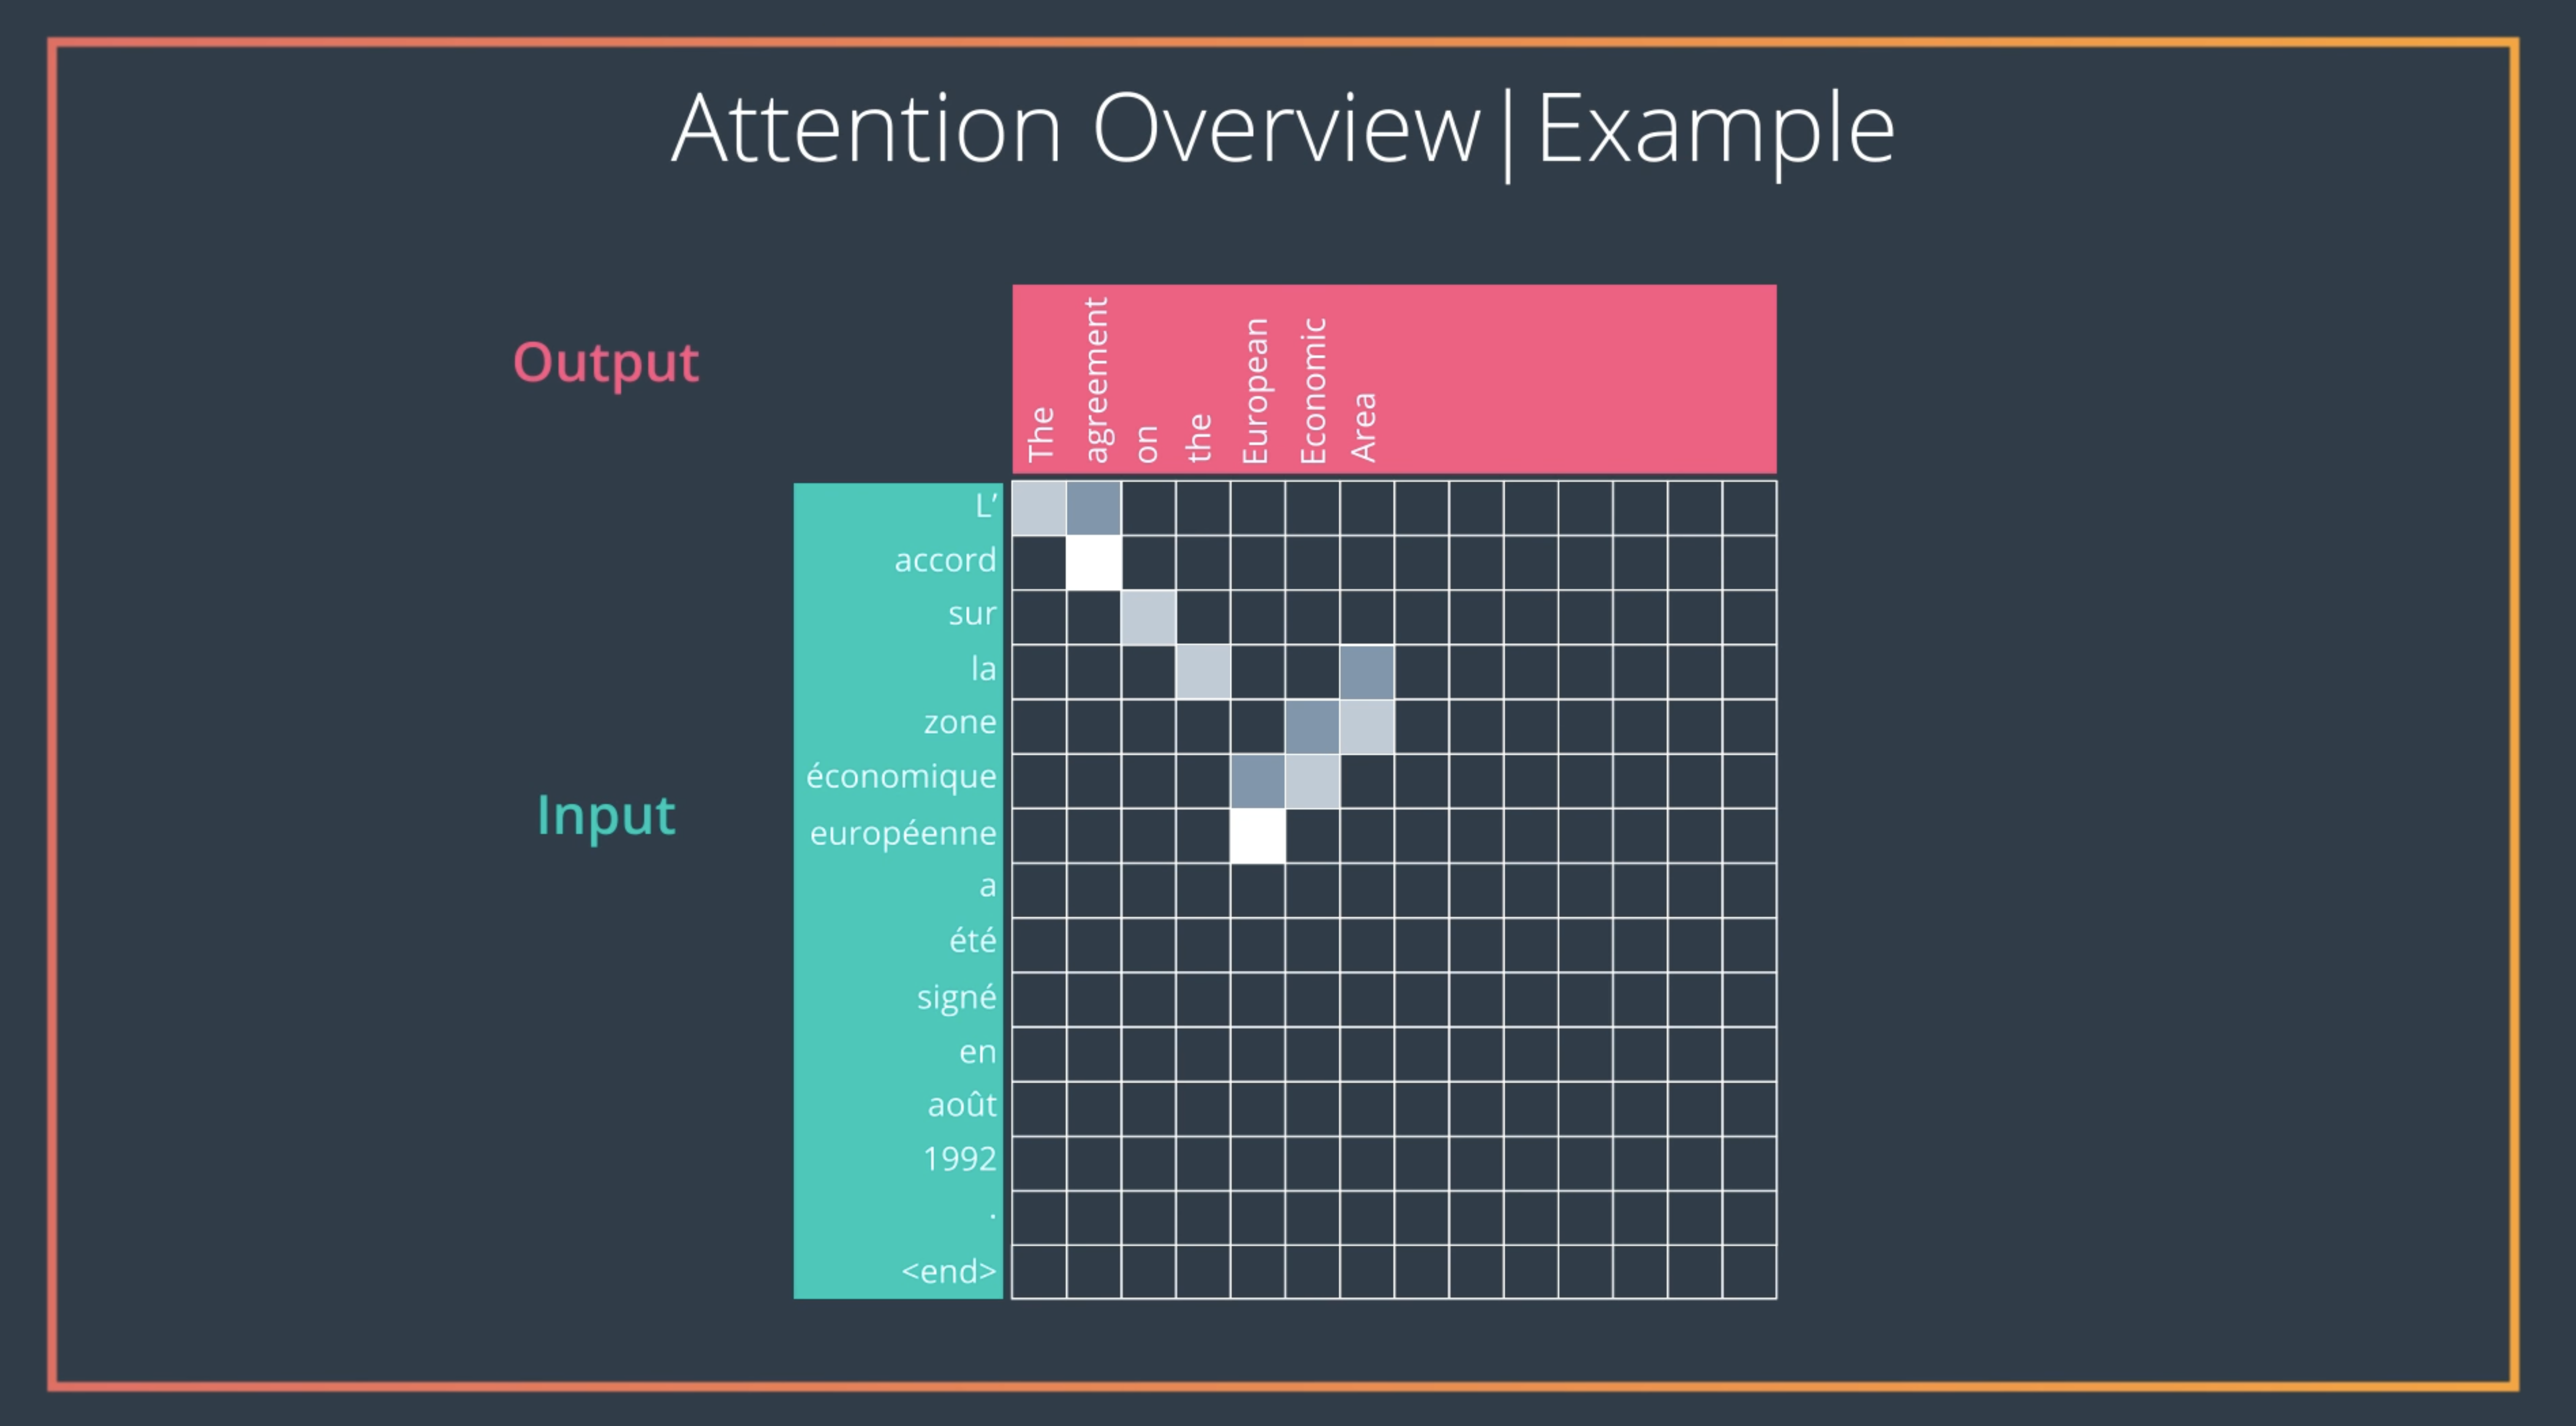 Attention Overview|Example
Output
The
agreement
on
the
European
Economic
Area
Input
L’
accord
sur
la
zone
économique
européenne
a
été
signé
en
août
1992
.
<end>